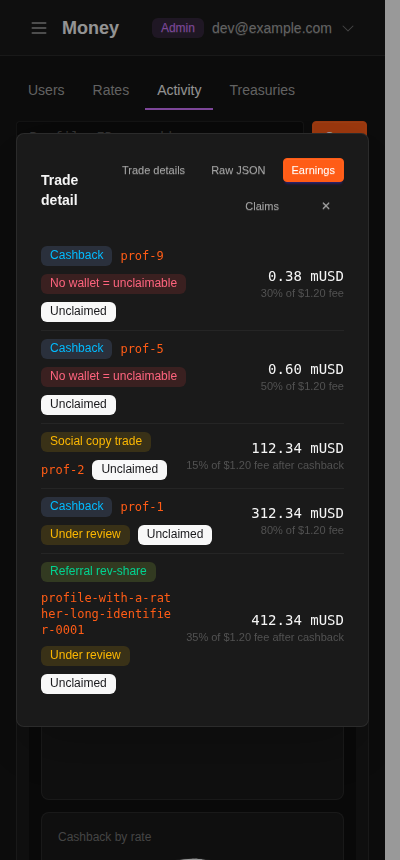 Money
Admin
dev@example.com
Users
Rates
Activity
Treasuries
Trade detail
Trade details
Raw JSON
Earnings
Claims
✕
Cashback prof-9
No wallet = unclaimable
Unclaimed
0.38 mUSD
30% of $1.20 fee
Cashback prof-5
No wallet = unclaimable
Unclaimed
0.60 mUSD
50% of $1.20 fee
Social copy trade
prof-2 Unclaimed
112.34 mUSD
15% of $1.20 fee after cashback
Cashback prof-1
Under review Unclaimed
312.34 mUSD
80% of $1.20 fee
Referral rev-share
profile-with-a-rat
her-long-identifie
r-0001
Under review
Unclaimed
412.34 mUSD
35% of $1.20 fee after cashback
Cashback by rate